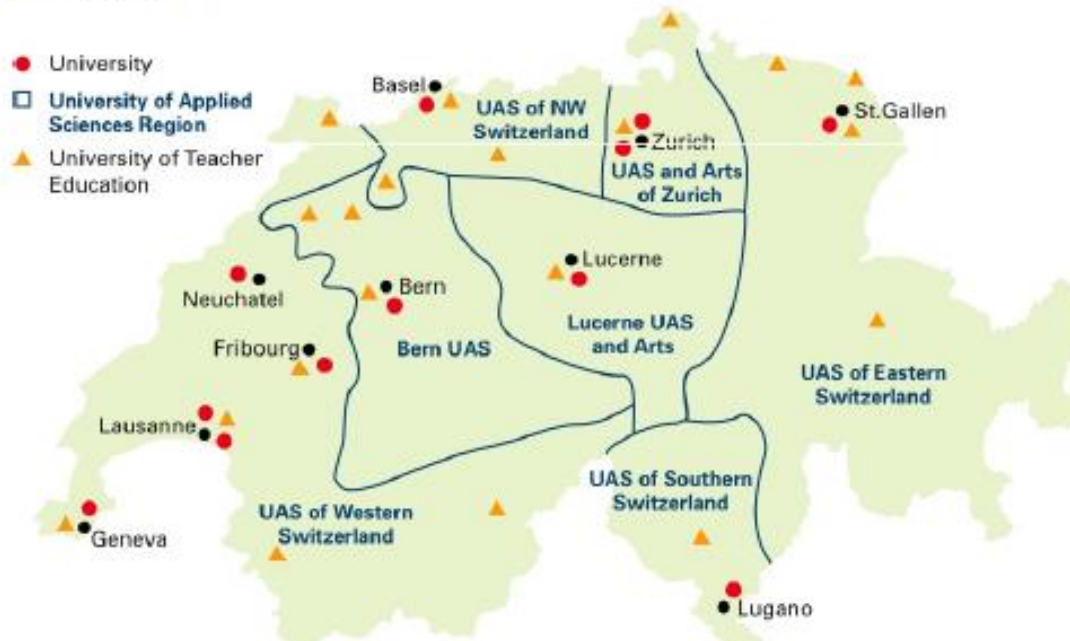 University
University of Applied
Sciences Region
University of Teacher
Education
Basel
UAS of NW
Switzerland
Zurich
UAS and Arts
of Zurich
St.Gallen
Neuchatel
Bern
Lucerne
Fribourg
Bern UAS
Lucerne UAS
and Arts
UAS of Eastern
Switzerland
Lausanne
UAS of Southern
Switzerland
UAS of Western
Switzerland
Geneva
Lugano